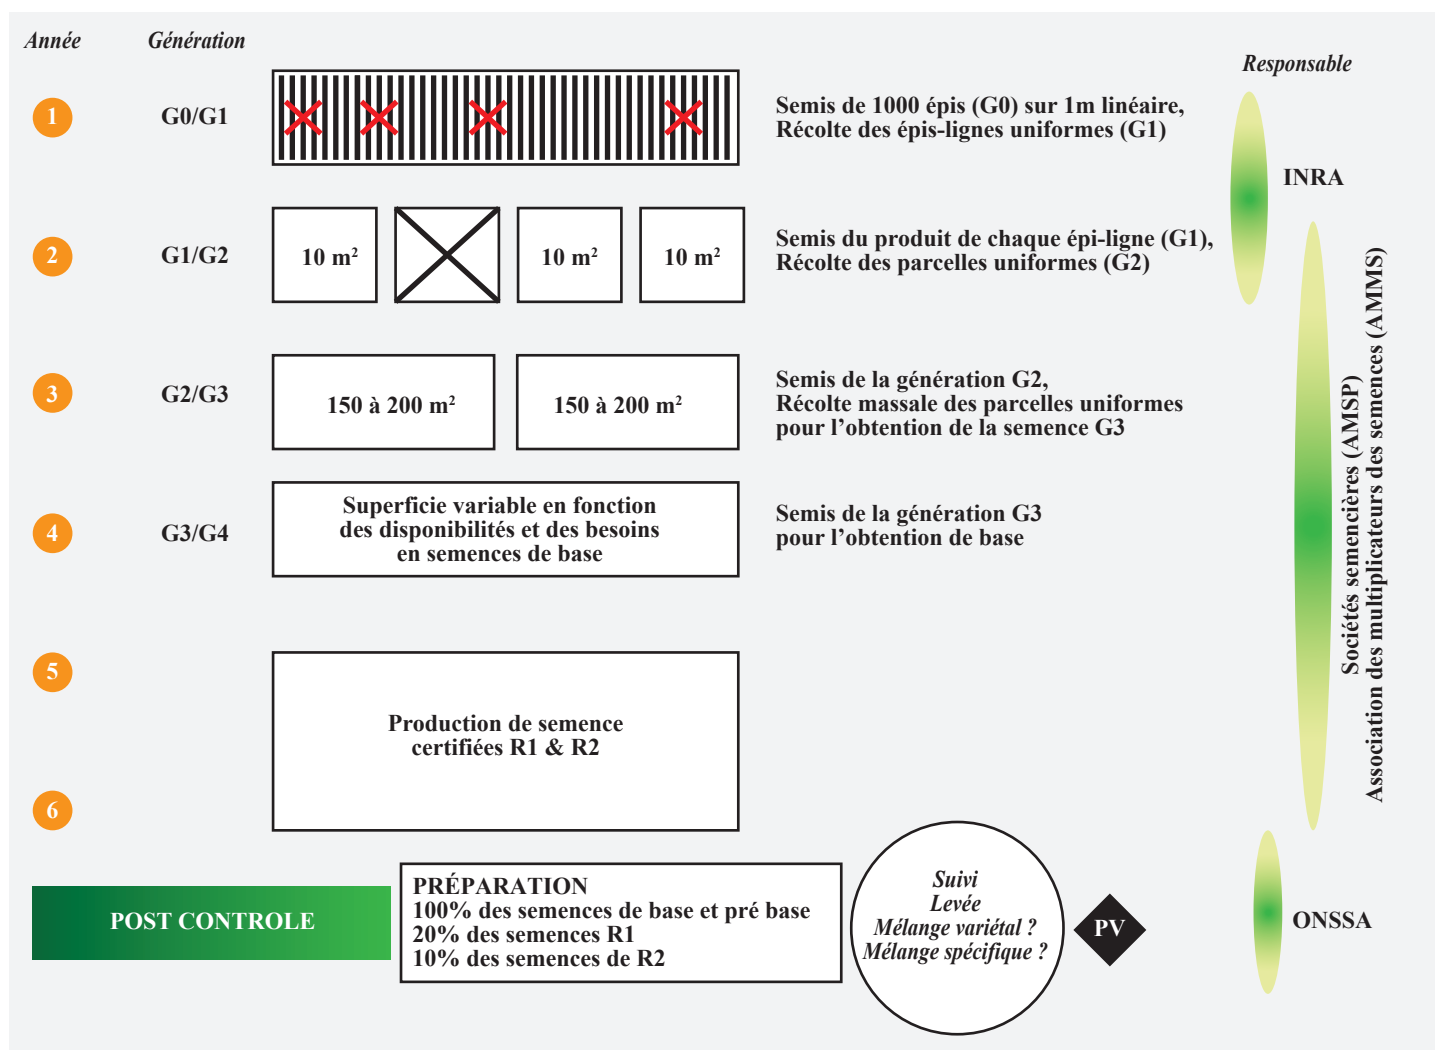 Année
Génération
Responsable
1
G0/G1
Semis de 1000 épis (G0) sur 1m linéaire,
Récolte des épis-lignes uniformes (G1)
INRA
2
G1/G2
10 m²
10 m²
10 m²
Semis du produit de chaque épi-ligne (G1),
Récolte des parcelles uniformes (G2)
3
G2/G3
150 à 200 m²
150 à 200 m²
Semis de la génération G2,
Récolte massale des parcelles uniformes
pour l’obtention de la semence G3
4
G3/G4
Superficie variable en fonction
des disponibilités et des besoins
en semences de base
Semis de la génération G3
pour l’obtention de base
Sociétés semencières (AMSP)
Association des multiplicateurs des semences (AMMS)
5
Production de semence
certifiées R1 & R2
6
POST CONTROLE
PRÉPARATION
100% des semences de base et pré base
20% des semences R1
10% des semences de R2
Suivi
Levée
Mélange variétal ?
Mélange spécifique ?
PV
ONSSA